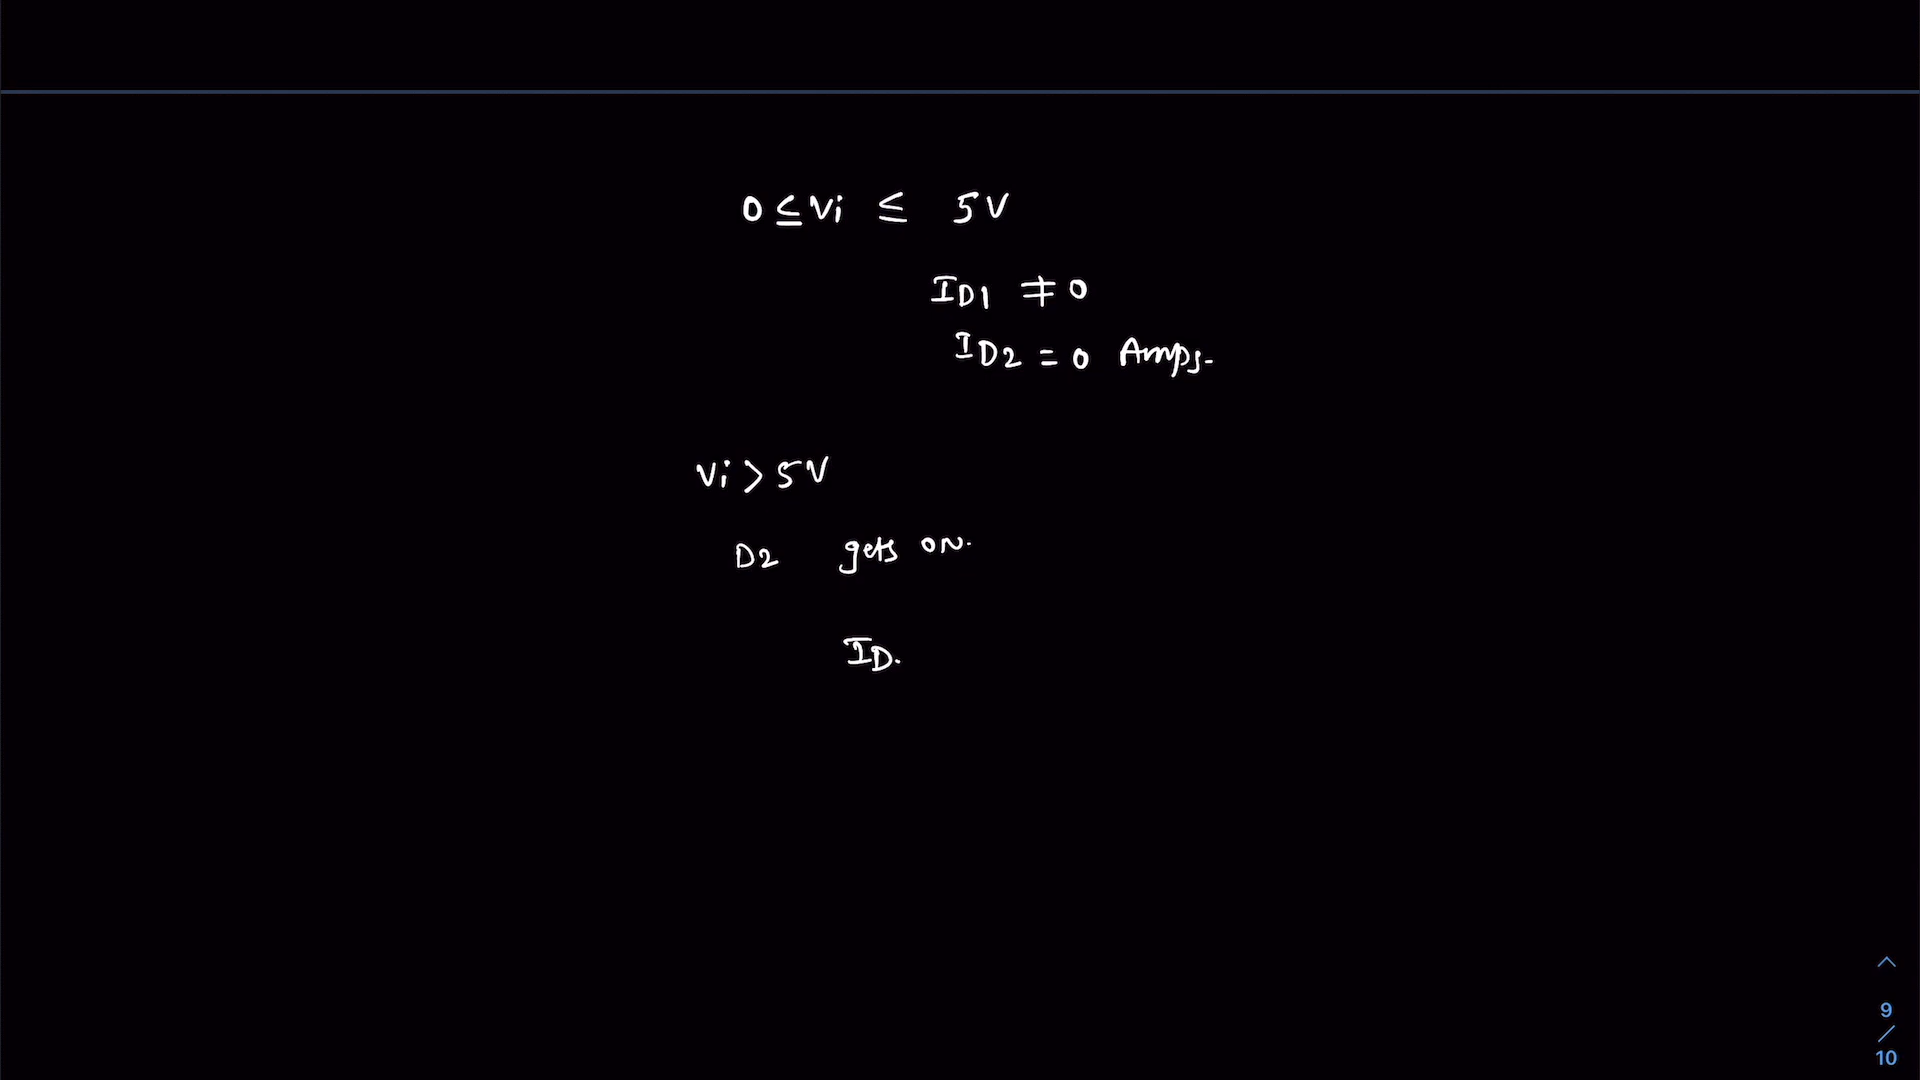 0 ≤ Vi ≤ 5V
ID1 ≠ 0
ID2 = 0 Amps.
Vi > 5V
D2 gets ON.
ID.
9
/
10